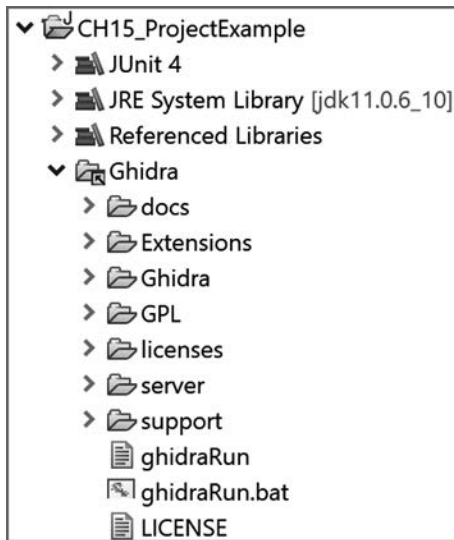 CH15_ProjectExample
JUnit 4
JRE System Library [jdk11.0.6_10]
Referenced Libraries
Ghidra
docs
Extensions
Ghidra
GPL
licenses
server
support
ghidraRun
ghidraRun.bat
LICENSE